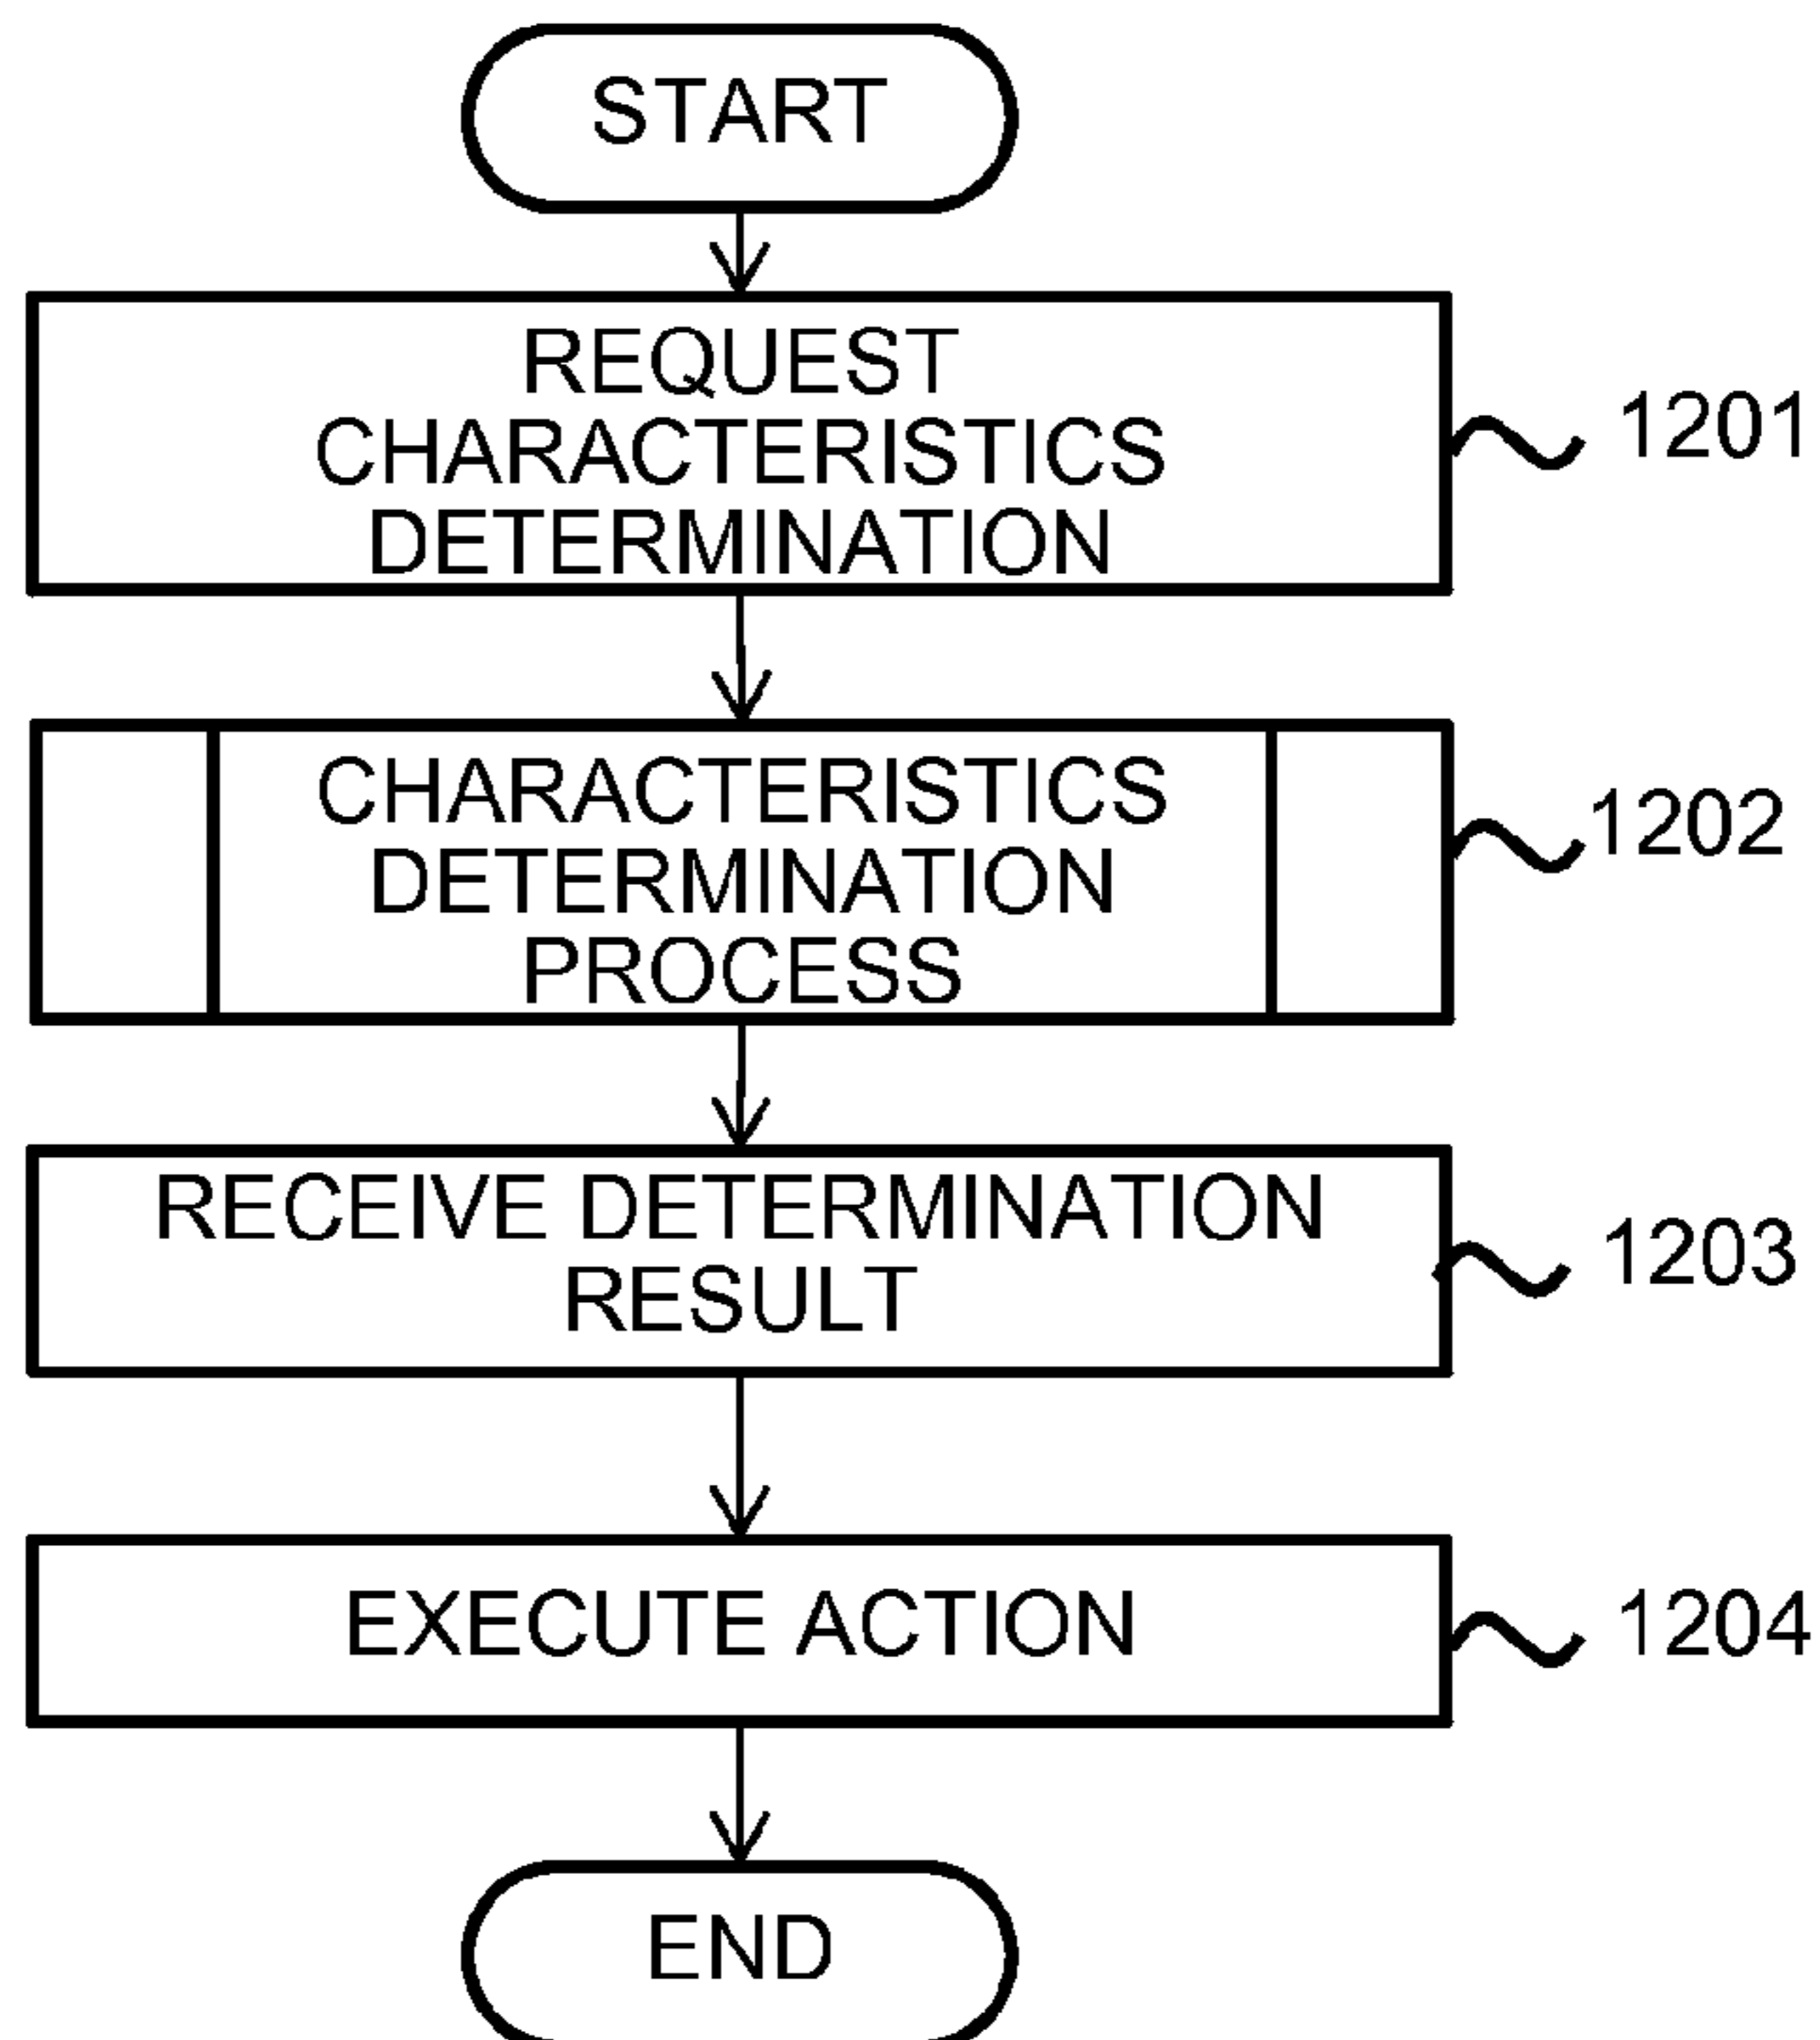 START
REQUEST
CHARACTERISTICS
DETERMINATION
1201
CHARACTERISTICS
DETERMINATION
PROCESS
1202
RECEIVE DETERMINATION
RESULT
1203
EXECUTE ACTION
1204
END